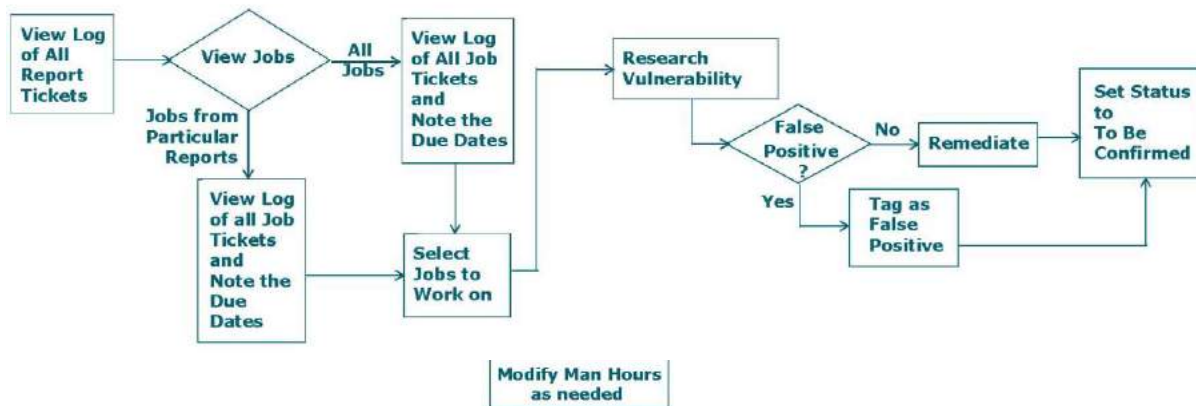 View Log
of All
Report
Tickets
View Jobs
All
Jobs
View Log
of All Job
Tickets
and
Note the
Due Dates
Jobs from
Particular
Reports
View Log
of all Job
Tickets
and
Note the
Due
Dates
Select
Jobs to
Work on
Research
Vulnerability
False
Positive
?
No
Remediate
Yes
Tag as
False
Positive
Set Status
to
To Be
Confirmed
Modify Man Hours
as needed